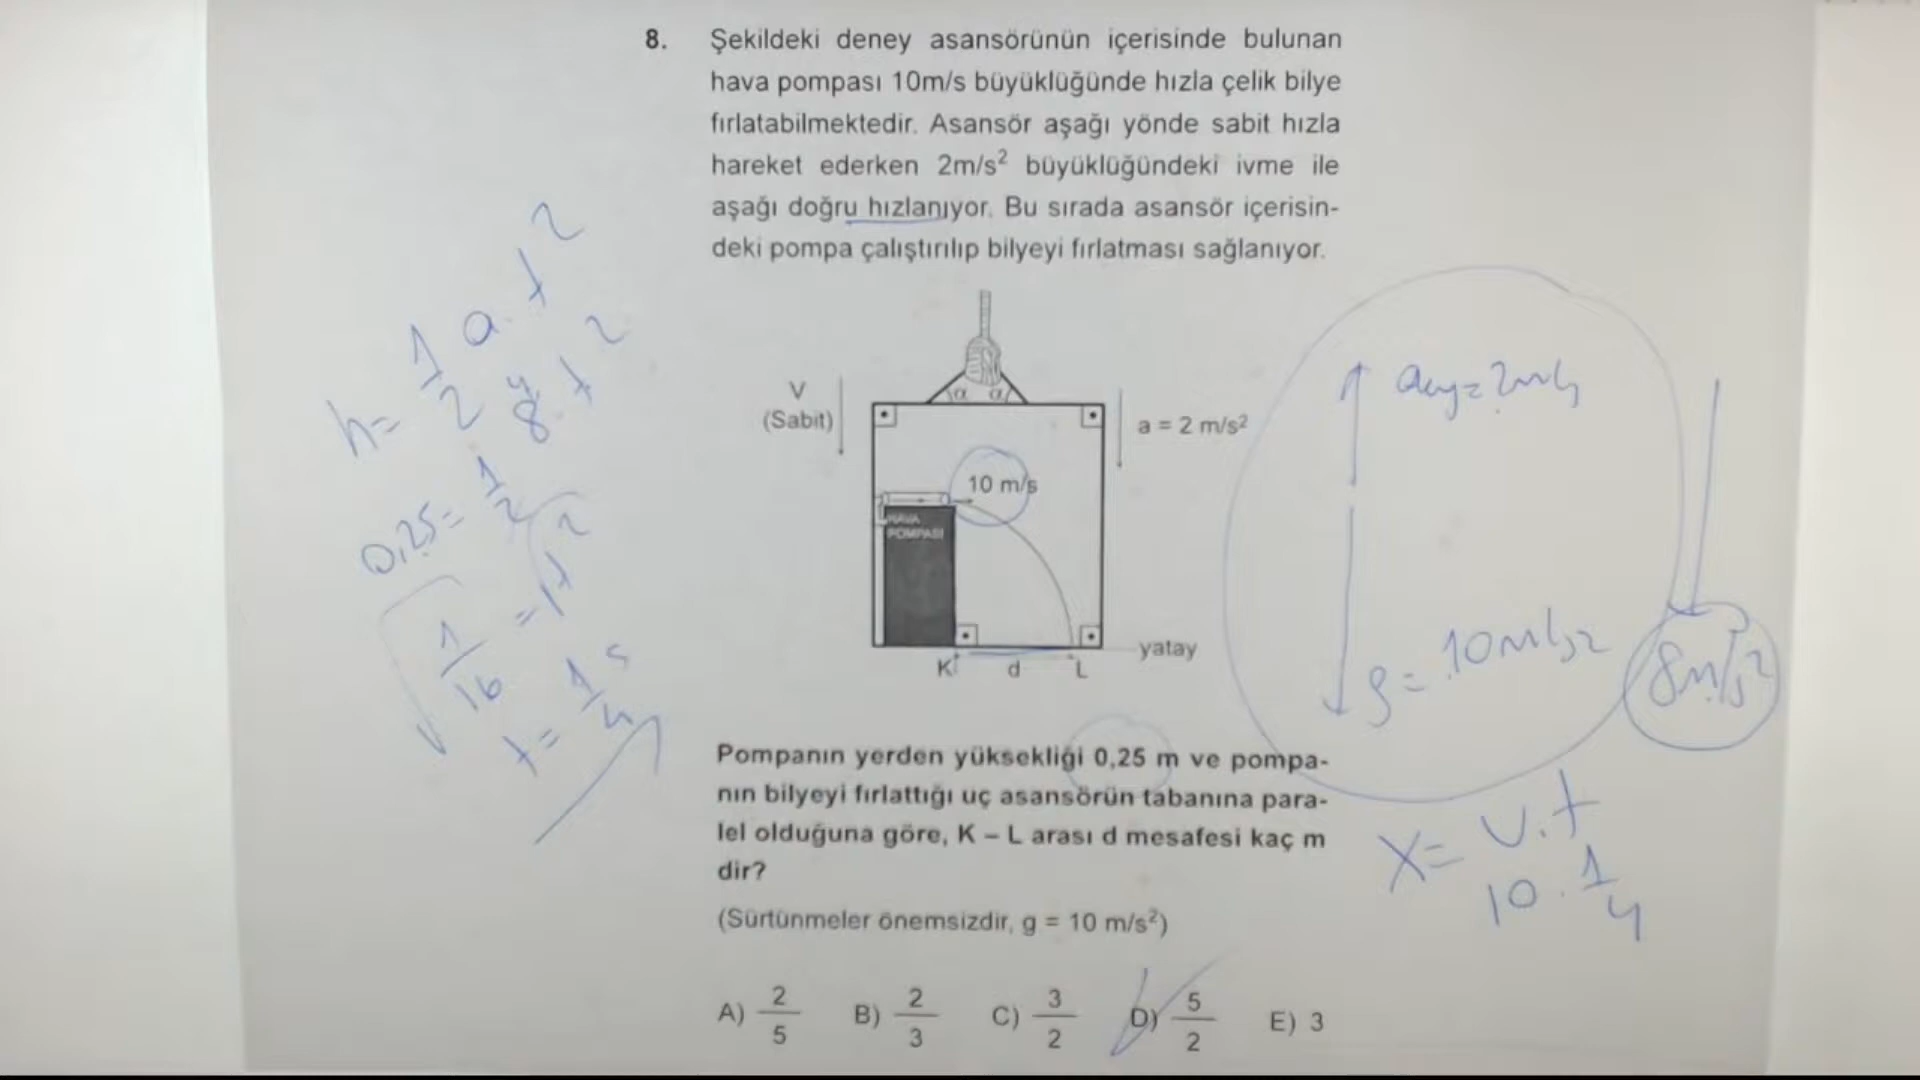 8. Şekildeki deney asansörünün içerisinde bulunan
hava pompası 10m/s büyüklüğünde hızla çelik bilye
fırlatabilmektedir. Asansör aşağı yönde sabit hızla
hareket ederken 2m/s² büyüklüğündeki ivme ile
aşağı doğru hızlanıyor. Bu sırada asansör içerisin-
deki pompa çalıştırılıp bilyeyi fırlatması sağlanıyor.
α α
V
(Sabit)
a = 2 m/s²
10 m/s
HAVA
POMPASI
yatay
K d L
Pompanın yerden yüksekliği 0,25 m ve pompa-
nın bilyeyi fırlattığı uç asansörün tabanına para-
lel olduğuna göre, K – L arası d mesafesi kaç m
dir?
(Sürtünmeler önemsizdir, g = 10 m/s²)
A) 2/5 B) 2/3 C) 3/2 D) 5/2 E) 3
h= 1/2 a. t²
1/2 8. t²
0,25=
1/16 = t²
t= 1/4 s
g= 10m/s²
8m/s²
X= V.t
10. 1/4